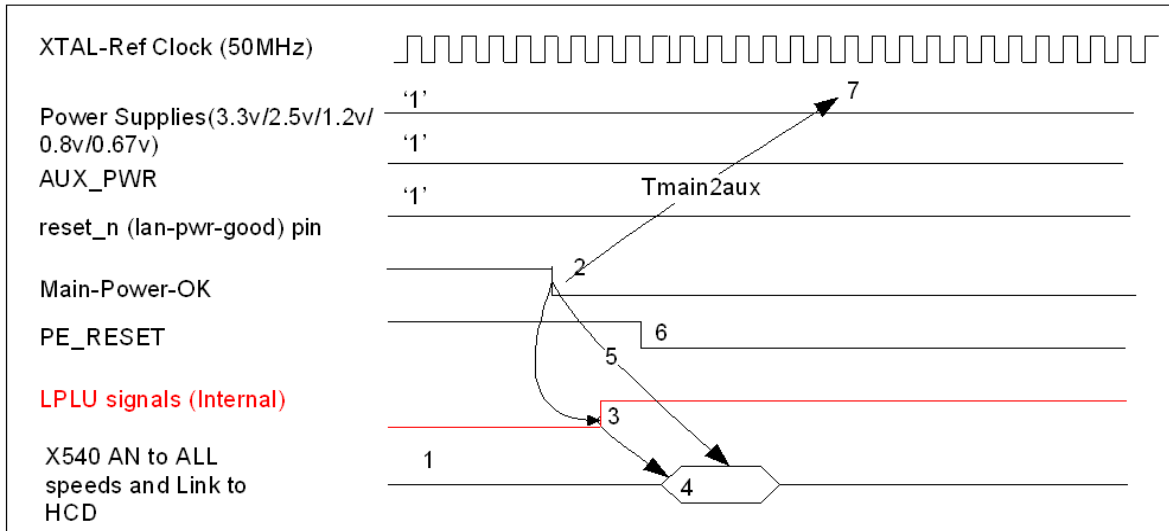 XTAL-Ref Clock (50MHz)
7
‘1’
Power Supplies(3.3v/2.5v/1.2v/
0.8v/0.67v)
‘1’
AUX_PWR
Tmain2aux
‘1’
reset_n (lan-pwr-good) pin
2
Main-Power-OK
PE_RESET
6
5
LPLU signals (Internal)
3
X540 AN to ALL
speeds and Link to
HCD
1
4